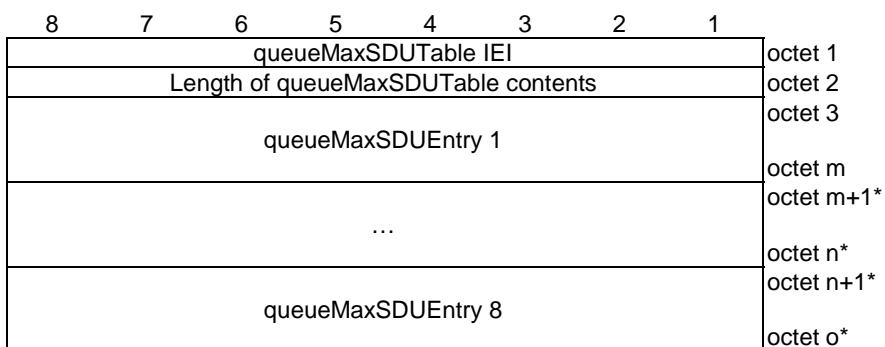 8 7 6 5 4 3 2 1
queueMaxSDUTable IEI octet 1
Length of queueMaxSDUTable contents octet 2
octet 3
queueMaxSDUEntry 1
octet m
octet m+1*
…
octet n*
octet n+1*
queueMaxSDUEntry 8
octet o*